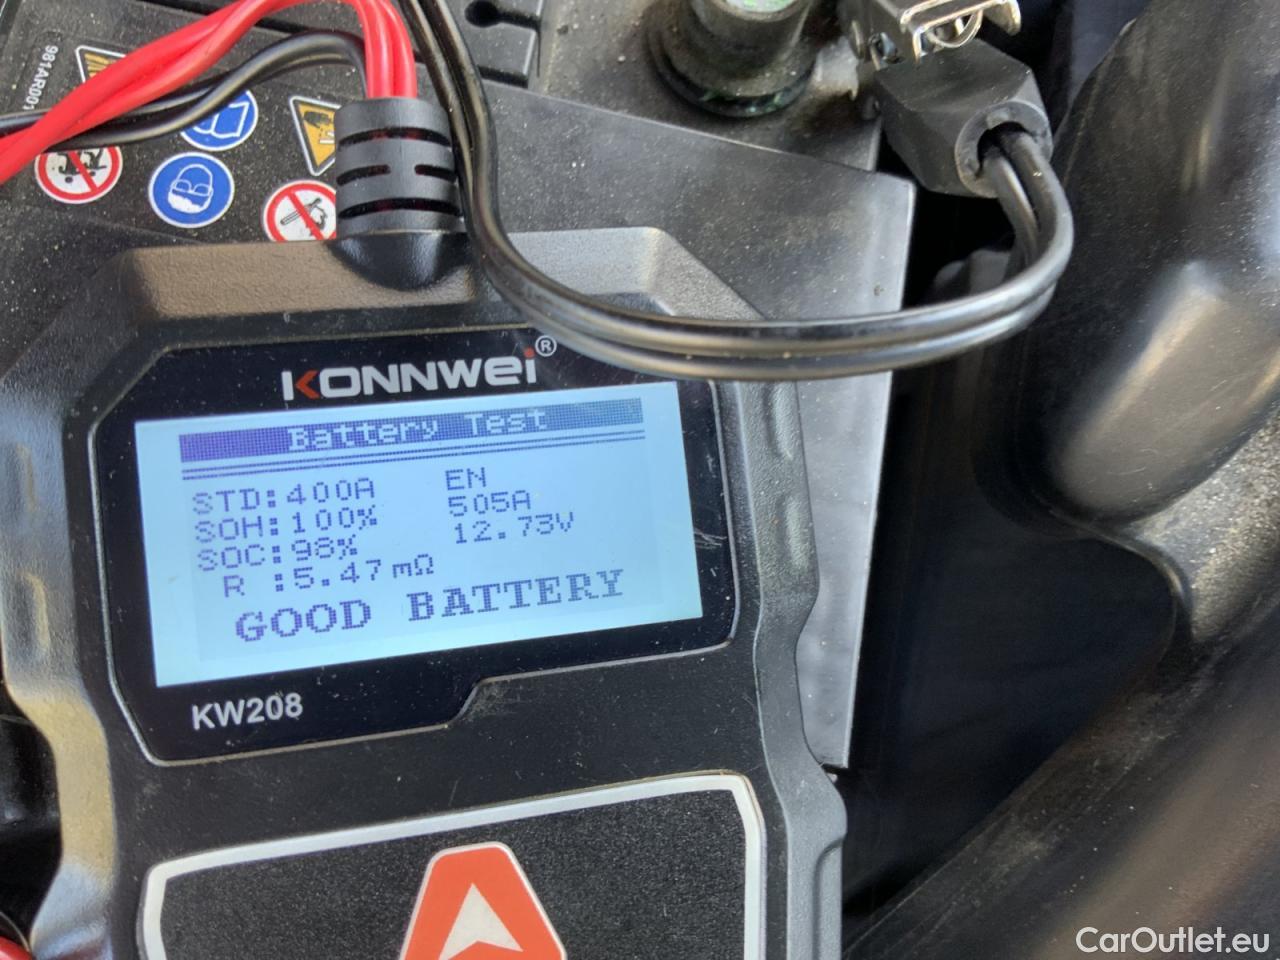 981AR001
KONNWEI®
Battery Test
STD:400A EN
SOH:100% 505A
SOC:98% 12.73V
R :5.47mΩ
GOOD BATTERY
KW208
CarOutlet.eu